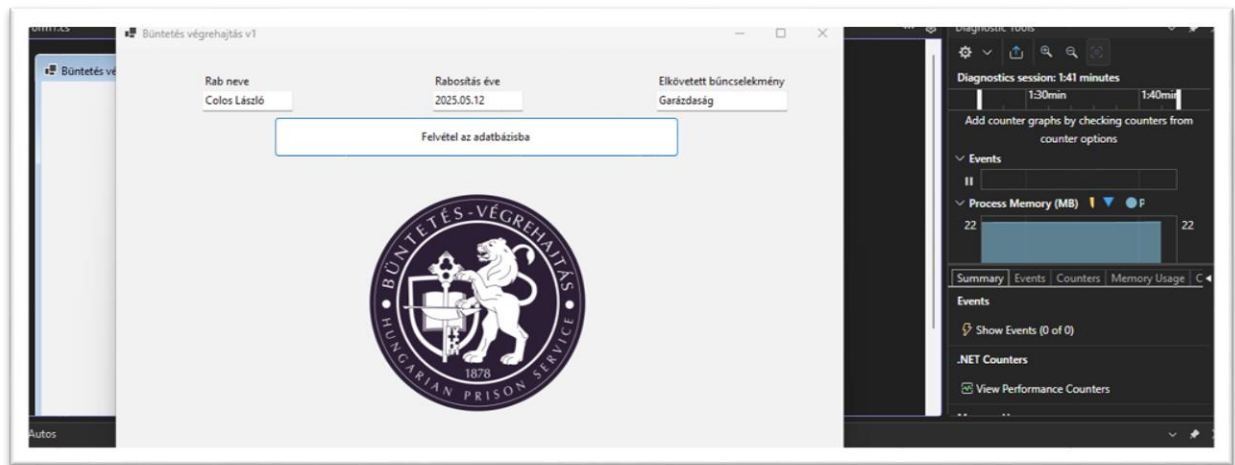 Büntetés végrehajtás v1
Büntetés vé
Rab neve
Rabosítás éve
Elkövetett bűncselekmény
Colos László
2025.05.12
Garázdaság
Felvétel az adatbázisba
BÜNTETÉS-VÉGREHAJTÁS
HUNGARIAN PRISON SERVICE
1878
Autos
Diagnostic Tools
Diagnostics session: 1:41 minutes
1:30min
1:40min
Add counter graphs by checking counters from
counter options
Events
Process Memory (MB)
P
22
22
Summary Events Counters Memory Usage C
Events
Show Events (0 of 0)
.NET Counters
View Performance Counters